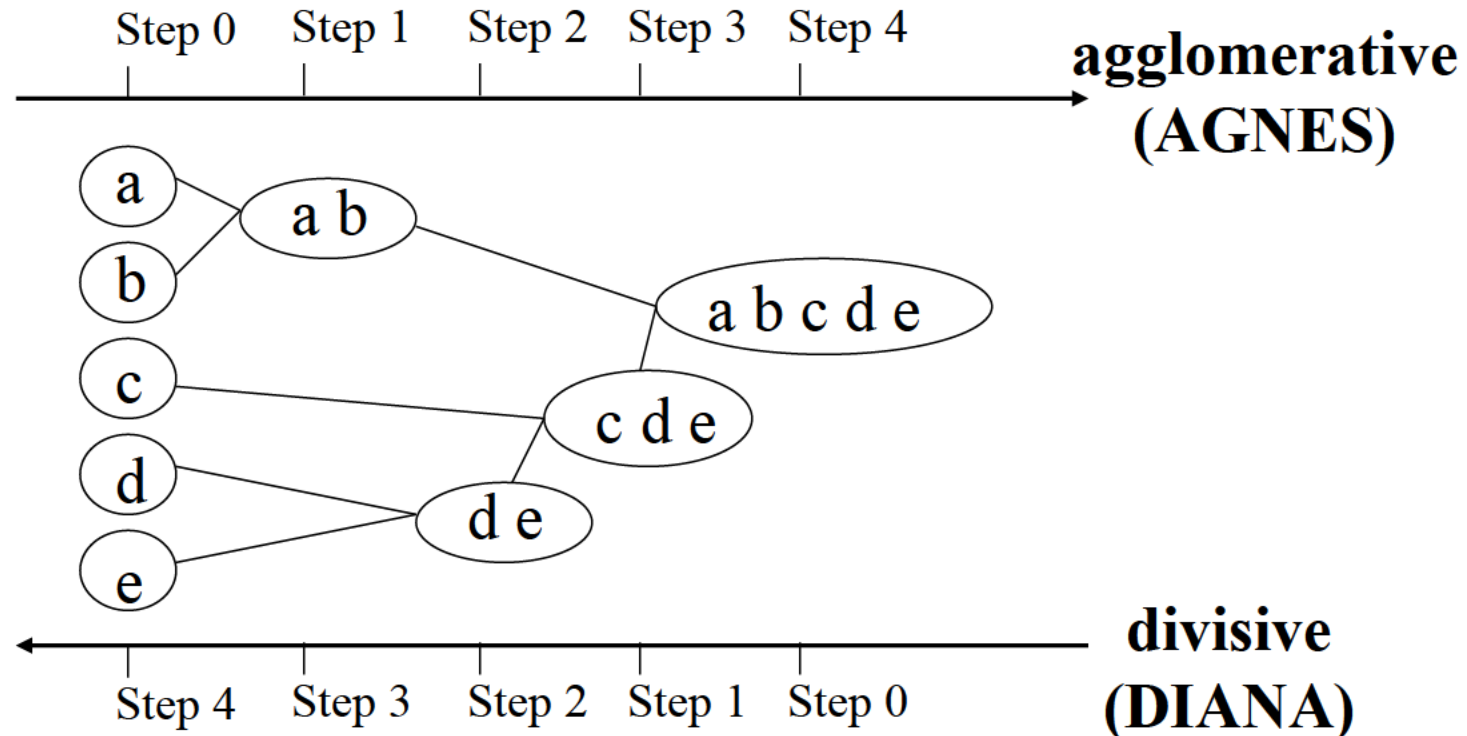 Step 0 Step 1 Step 2 Step 3 Step 4
agglomerative
(AGNES)
a
a b
b
a b c d e
c
c d e
d
d e
e
divisive
(DIANA)
Step 4 Step 3 Step 2 Step 1 Step 0